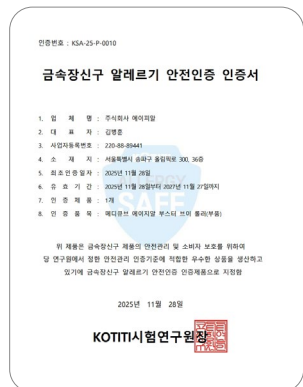 인증번호 : KSA-25-P-0010
금속장신구 알레르기 안전인증 인증서
1. 업 체 명 : 주식회사 에이피알
2. 대 표 자 : 김병훈
3. 사업자등록번호 : 220-88-89441
4. 소 재 지 : 서울특별시 송파구 올림픽로 300, 36층
5. 최초인증일자 : 2025년 11월 28일
6. 유 효 기 간 : 2025년 11월 28일부터 2027년 11월 27일까지
7. 인 증 제 품 : 1개
8. 인 증 품 목 : 메디큐브 에이지알 부스터 브이 롤러(부품)
ALLERGY
SAFE
위 제품은 금속장신구 제품의 안전관리 및 소비자 보호를 위하여
당 연구원에서 정한 안전관리 인증기준에 적합한 우수한 상품을 생산하고
있기에 금속장신구 알레르기 안전인증 인증제품으로 지정함
2025년 11월 28일
KOTITI시험연구원장